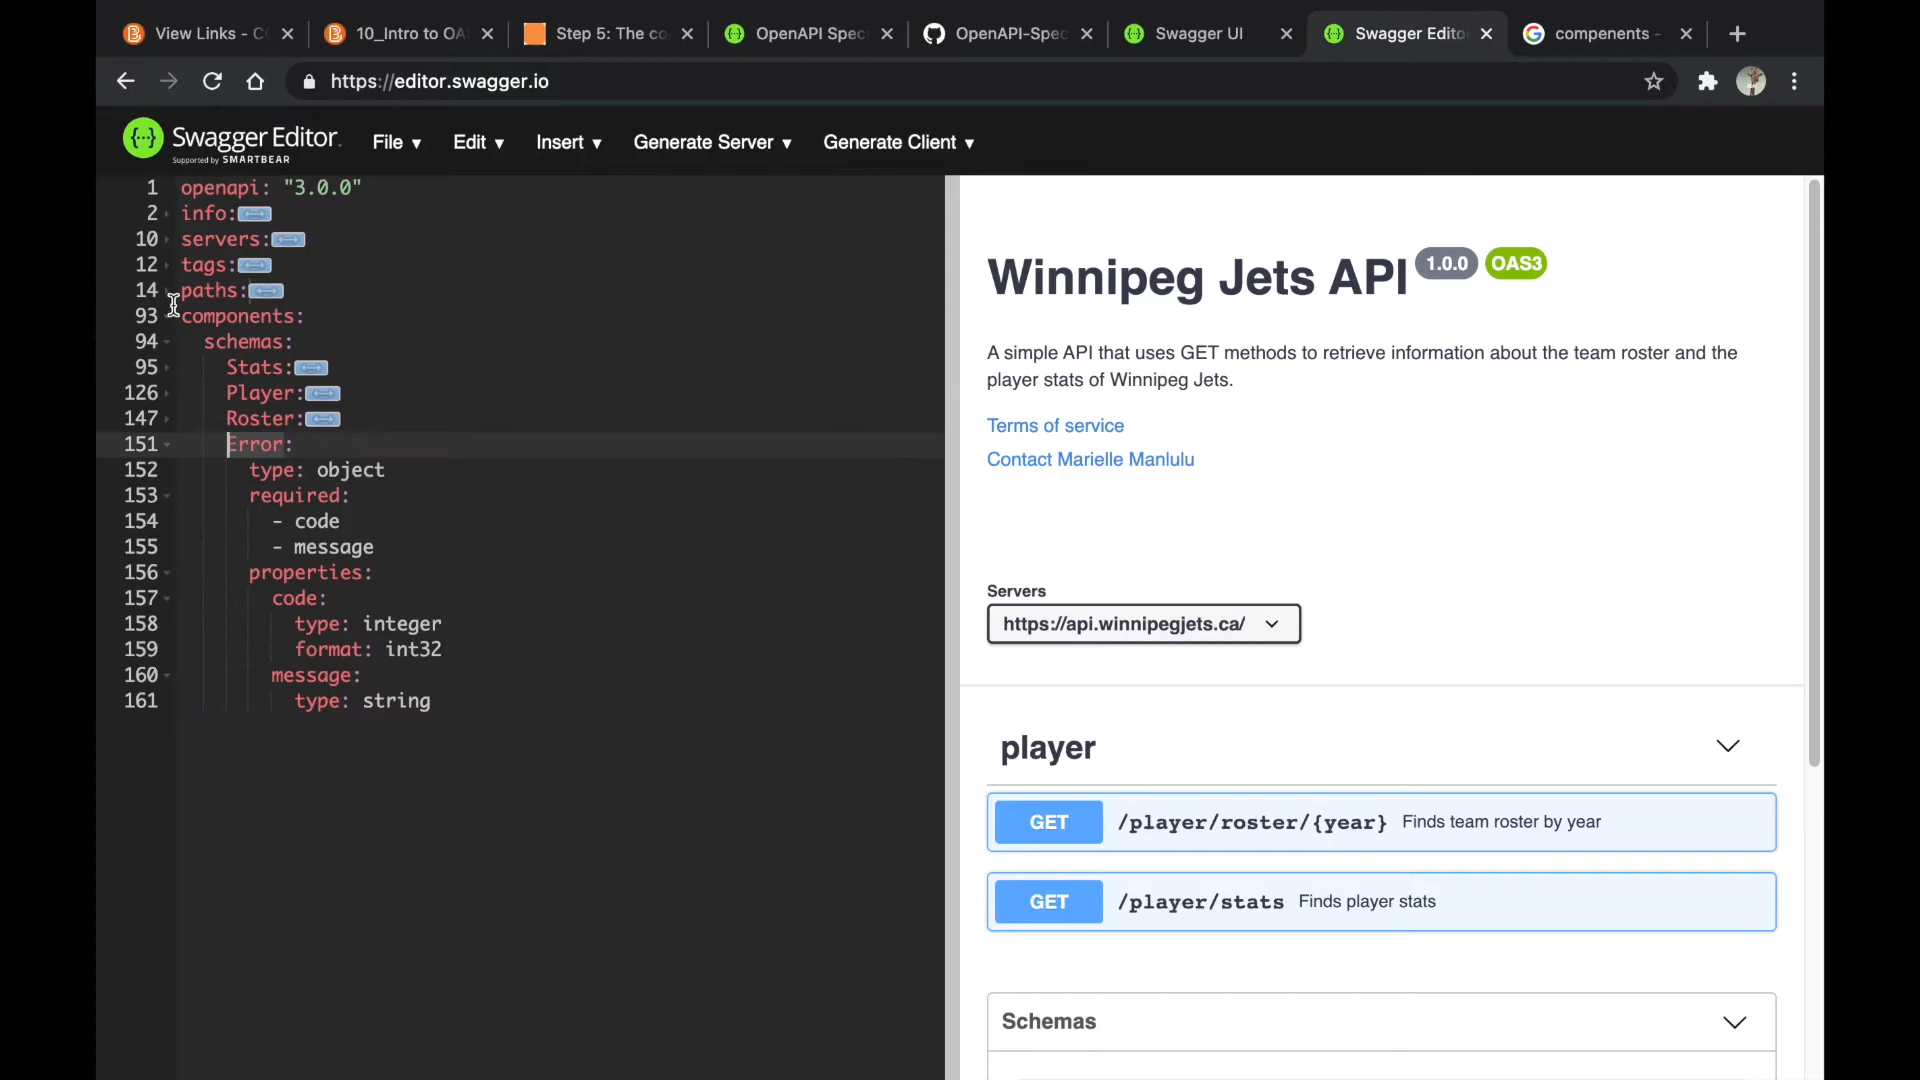 View Links - C
10_Intro to OA
Step 5: The co
OpenAPI Speci
OpenAPI-Spec
Swagger UI
Swagger Edito
compenents -
https://editor.swagger.io
Swagger Editor.
Supported by SMARTBEAR
File
Edit
Insert
Generate Server
Generate Client
1 openapi: "3.0.0"
2 info:
10 servers:
12 tags:
14 paths:
93 components:
94 schemas:
95 Stats:
126 Player:
147 Roster:
151 Error:
152 type: object
153 required:
154 - code
155 - message
156 properties:
157 code:
158 type: integer
159 format: int32
160 message:
161 type: string
Winnipeg Jets API 1.0.0 OAS3
A simple API that uses GET methods to retrieve information about the team roster and the
player stats of Winnipeg Jets.
Terms of service
Contact Marielle Manlulu
Servers
https://api.winnipegjets.ca/
player
GET /player/roster/{year} Finds team roster by year
GET /player/stats Finds player stats
Schemas